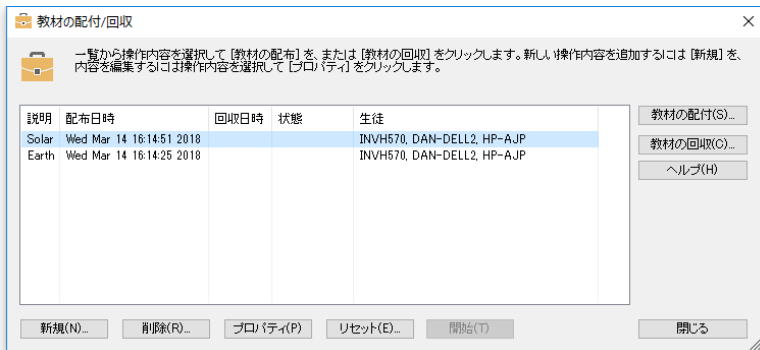 教材の配付/回収
一覧から操作内容を選択して [教材の配布] を、または [教材の回収] をクリックします。新しい操作内容を追加するには [新規] を、
内容を編集するには操作内容を選択して [プロパティ] をクリックします。
説明 配布日時 回収日時 状態 生徒
Solar Wed Mar 14 16:14:51 2018 INVH570, DAN-DELL2, HP-AJP
Earth Wed Mar 14 16:14:25 2018 INVH570, DAN-DELL2, HP-AJP
教材の配付(S)...
教材の回収(C)...
ヘルプ(H)
新規(N)... 削除(R)... プロパティ(P) リセット(E)... 開始(T) 閉じる